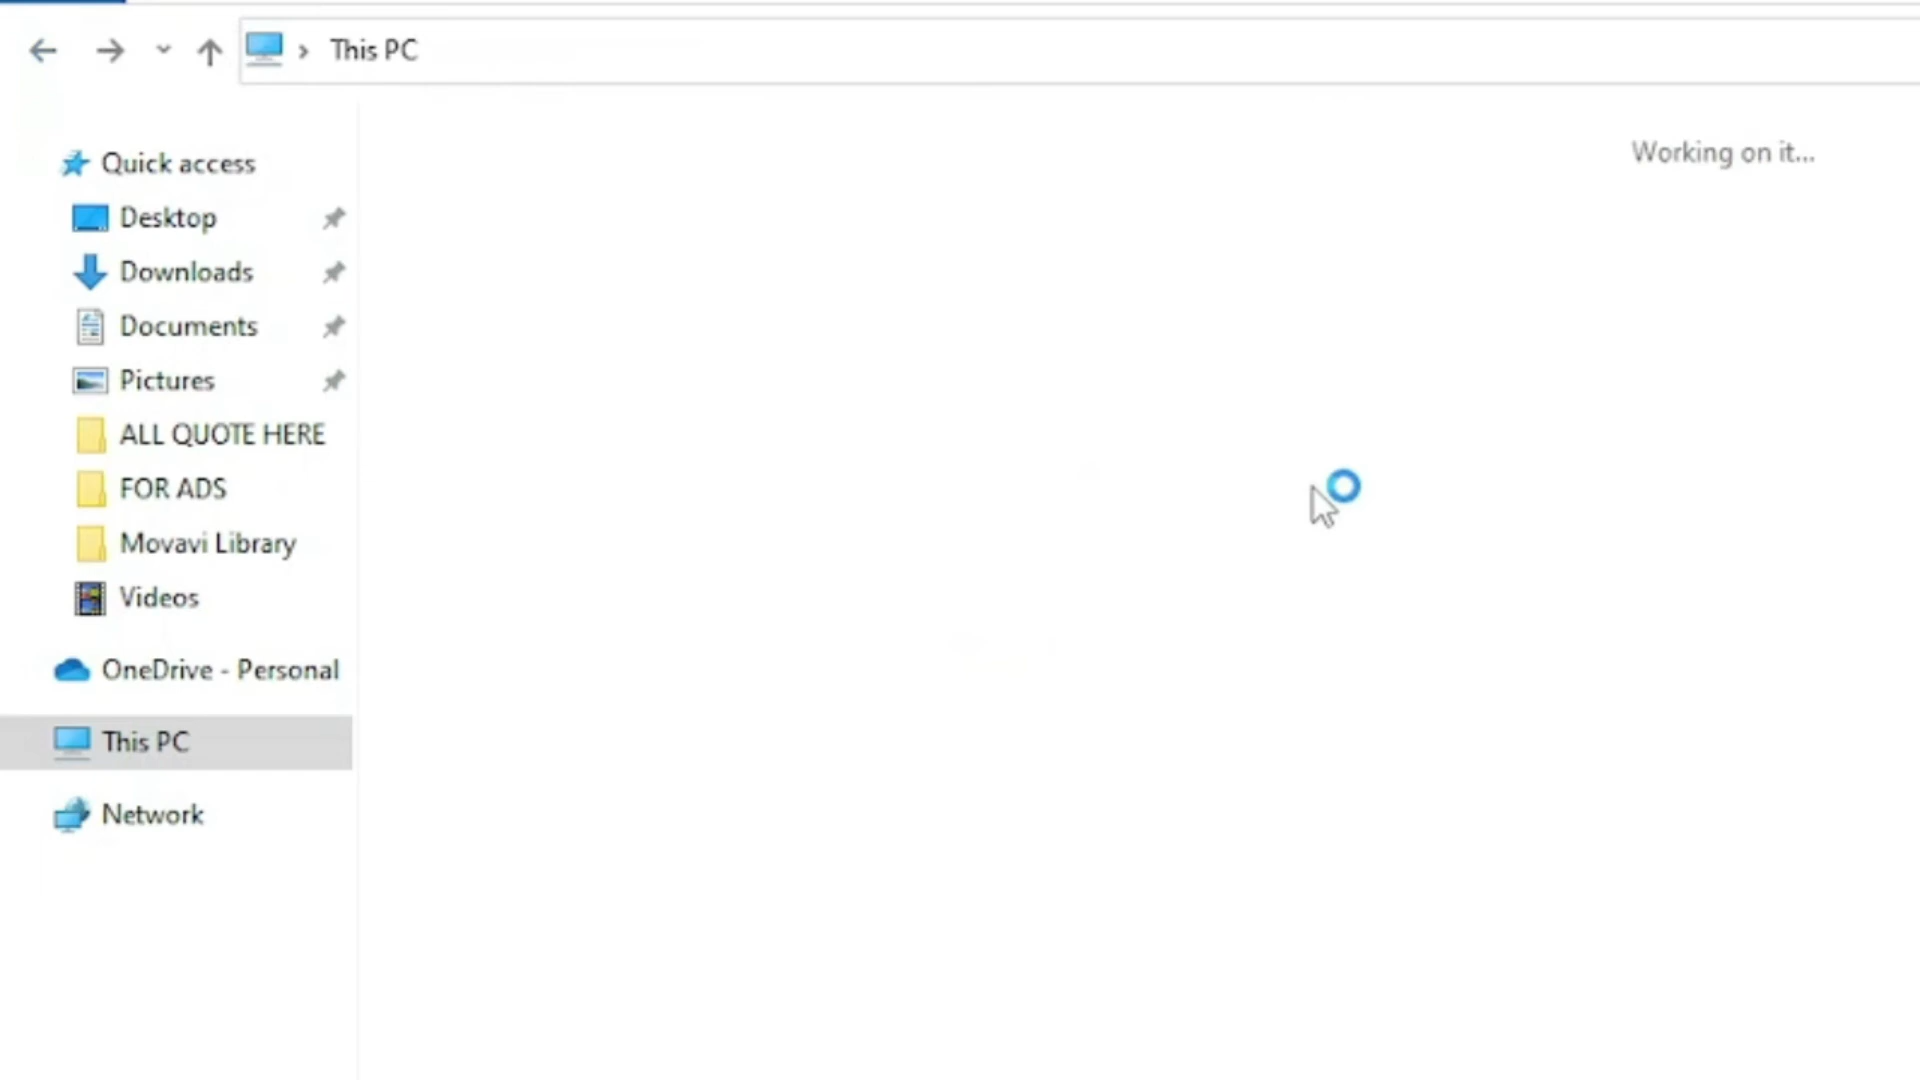 This PC
Working on it...
Quick access
Desktop
Downloads
Documents
Pictures
ALL QUOTE HERE
FOR ADS
Movavi Library
Videos
OneDrive - Personal
This PC
Network